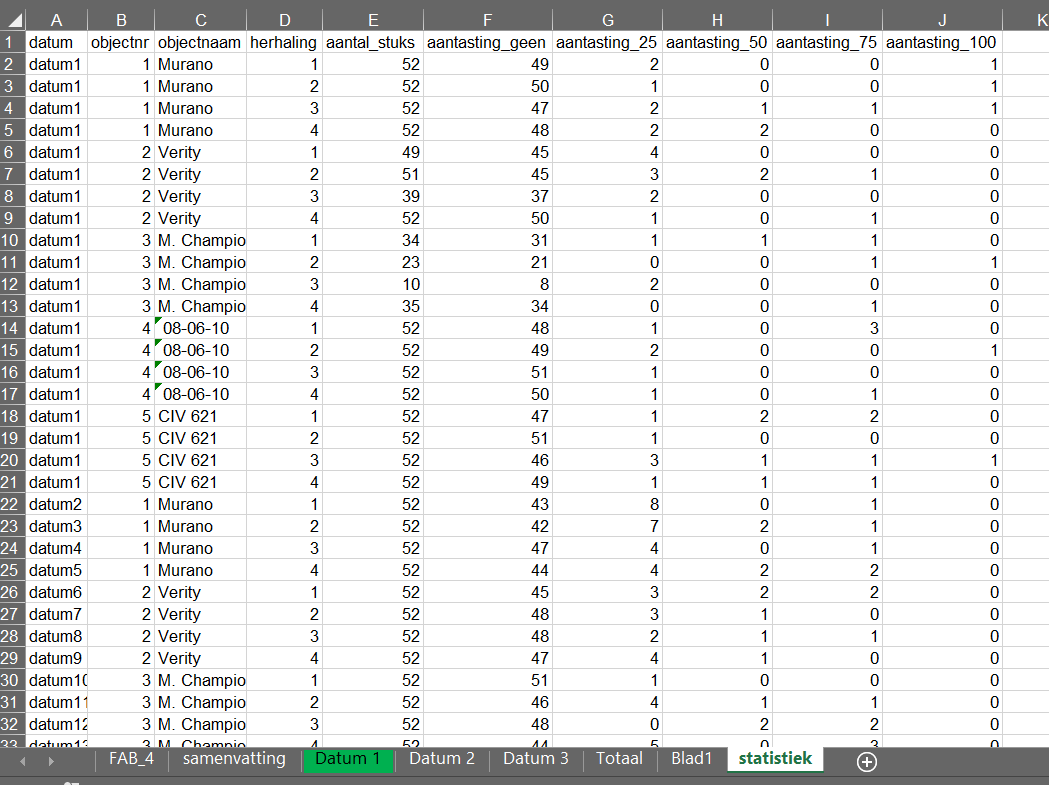 A B C D E F G H I J K
1 datum objectnr objectnaam herhaling aantal_stuks aantasting_geen aantasting_25 aantasting_50 aantasting_75 aantasting_100
2 datum1 1 Murano 1 52 49 2 0 0 1
3 datum1 1 Murano 2 52 50 1 0 0 1
4 datum1 1 Murano 3 52 47 2 1 1 1
5 datum1 1 Murano 4 52 48 2 2 0 0
6 datum1 2 Verity 1 49 45 4 0 0 0
7 datum1 2 Verity 2 51 45 3 2 1 0
8 datum1 2 Verity 3 39 37 2 0 0 0
9 datum1 2 Verity 4 52 50 1 0 1 0
10 datum1 3 M. Champio 1 34 31 1 1 1 0
11 datum1 3 M. Champio 2 23 21 0 0 1 1
12 datum1 3 M. Champio 3 10 8 2 0 0 0
13 datum1 3 M. Champio 4 35 34 0 0 1 0
14 datum1 4 08-06-10 1 52 48 1 0 3 0
15 datum1 4 08-06-10 2 52 49 2 0 0 1
16 datum1 4 08-06-10 3 52 51 1 0 0 0
17 datum1 4 08-06-10 4 52 50 1 0 1 0
18 datum1 5 CIV 621 1 52 47 1 2 2 0
19 datum1 5 CIV 621 2 52 51 1 0 0 0
20 datum1 5 CIV 621 3 52 46 3 1 1 1
21 datum1 5 CIV 621 4 52 49 1 1 1 0
22 datum2 1 Murano 1 52 43 8 0 1 0
23 datum3 1 Murano 2 52 42 7 2 1 0
24 datum4 1 Murano 3 52 47 4 0 1 0
25 datum5 1 Murano 4 52 44 4 2 2 0
26 datum6 2 Verity 1 52 45 3 2 2 0
27 datum7 2 Verity 2 52 48 3 1 0 0
28 datum8 2 Verity 3 52 48 2 1 1 0
29 datum9 2 Verity 4 52 47 4 1 0 0
30 datum10 3 M. Champio 1 52 51 1 0 0 0
31 datum11 3 M. Champio 2 52 46 4 1 1 0
32 datum12 3 M. Champio 3 52 48 0 2 2 0
33 datum13 3 M. Champio 4 52 44 5 0 3 0
FAB_4 samenvatting Datum 1 Datum 2 Datum 3 Totaal Blad1 statistiek